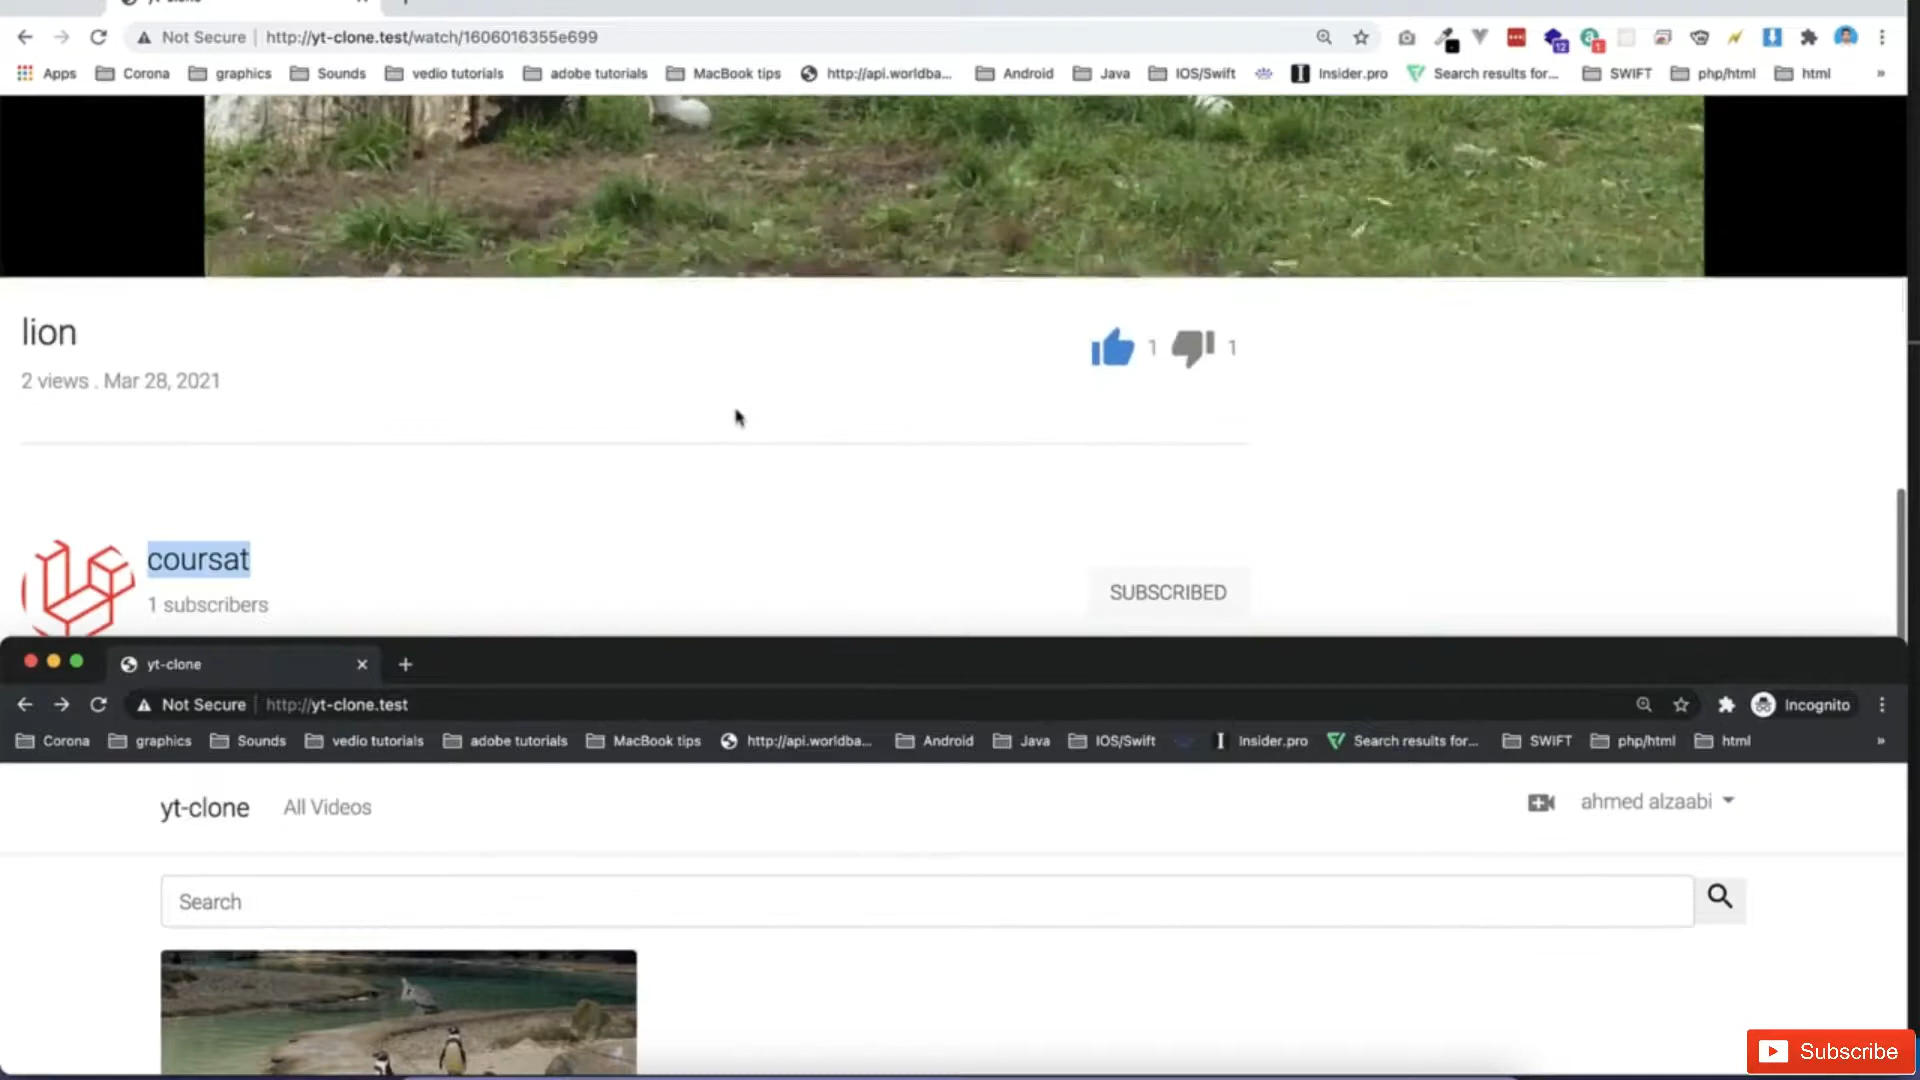 yt-clone
Not Secure http://yt-clone.test/watch/1606016355e699
12 1
Apps Corona graphics Sounds vedio tutorials adobe tutorials MacBook tips http://api.worldba... Android Java IOS/Swift Insider.pro Search results for... SWIFT php/html html »
lion
1 1
2 views . Mar 28, 2021
coursat
1 subscribers
SUBSCRIBED
yt-clone
Not Secure http://yt-clone.test Incognito
Corona graphics Sounds vedio tutorials adobe tutorials MacBook tips http://api.worldba... Android Java IOS/Swift Insider.pro Search results for... SWIFT php/html html »
yt-clone All Videos ahmed alzaabi
Search
Subscribe